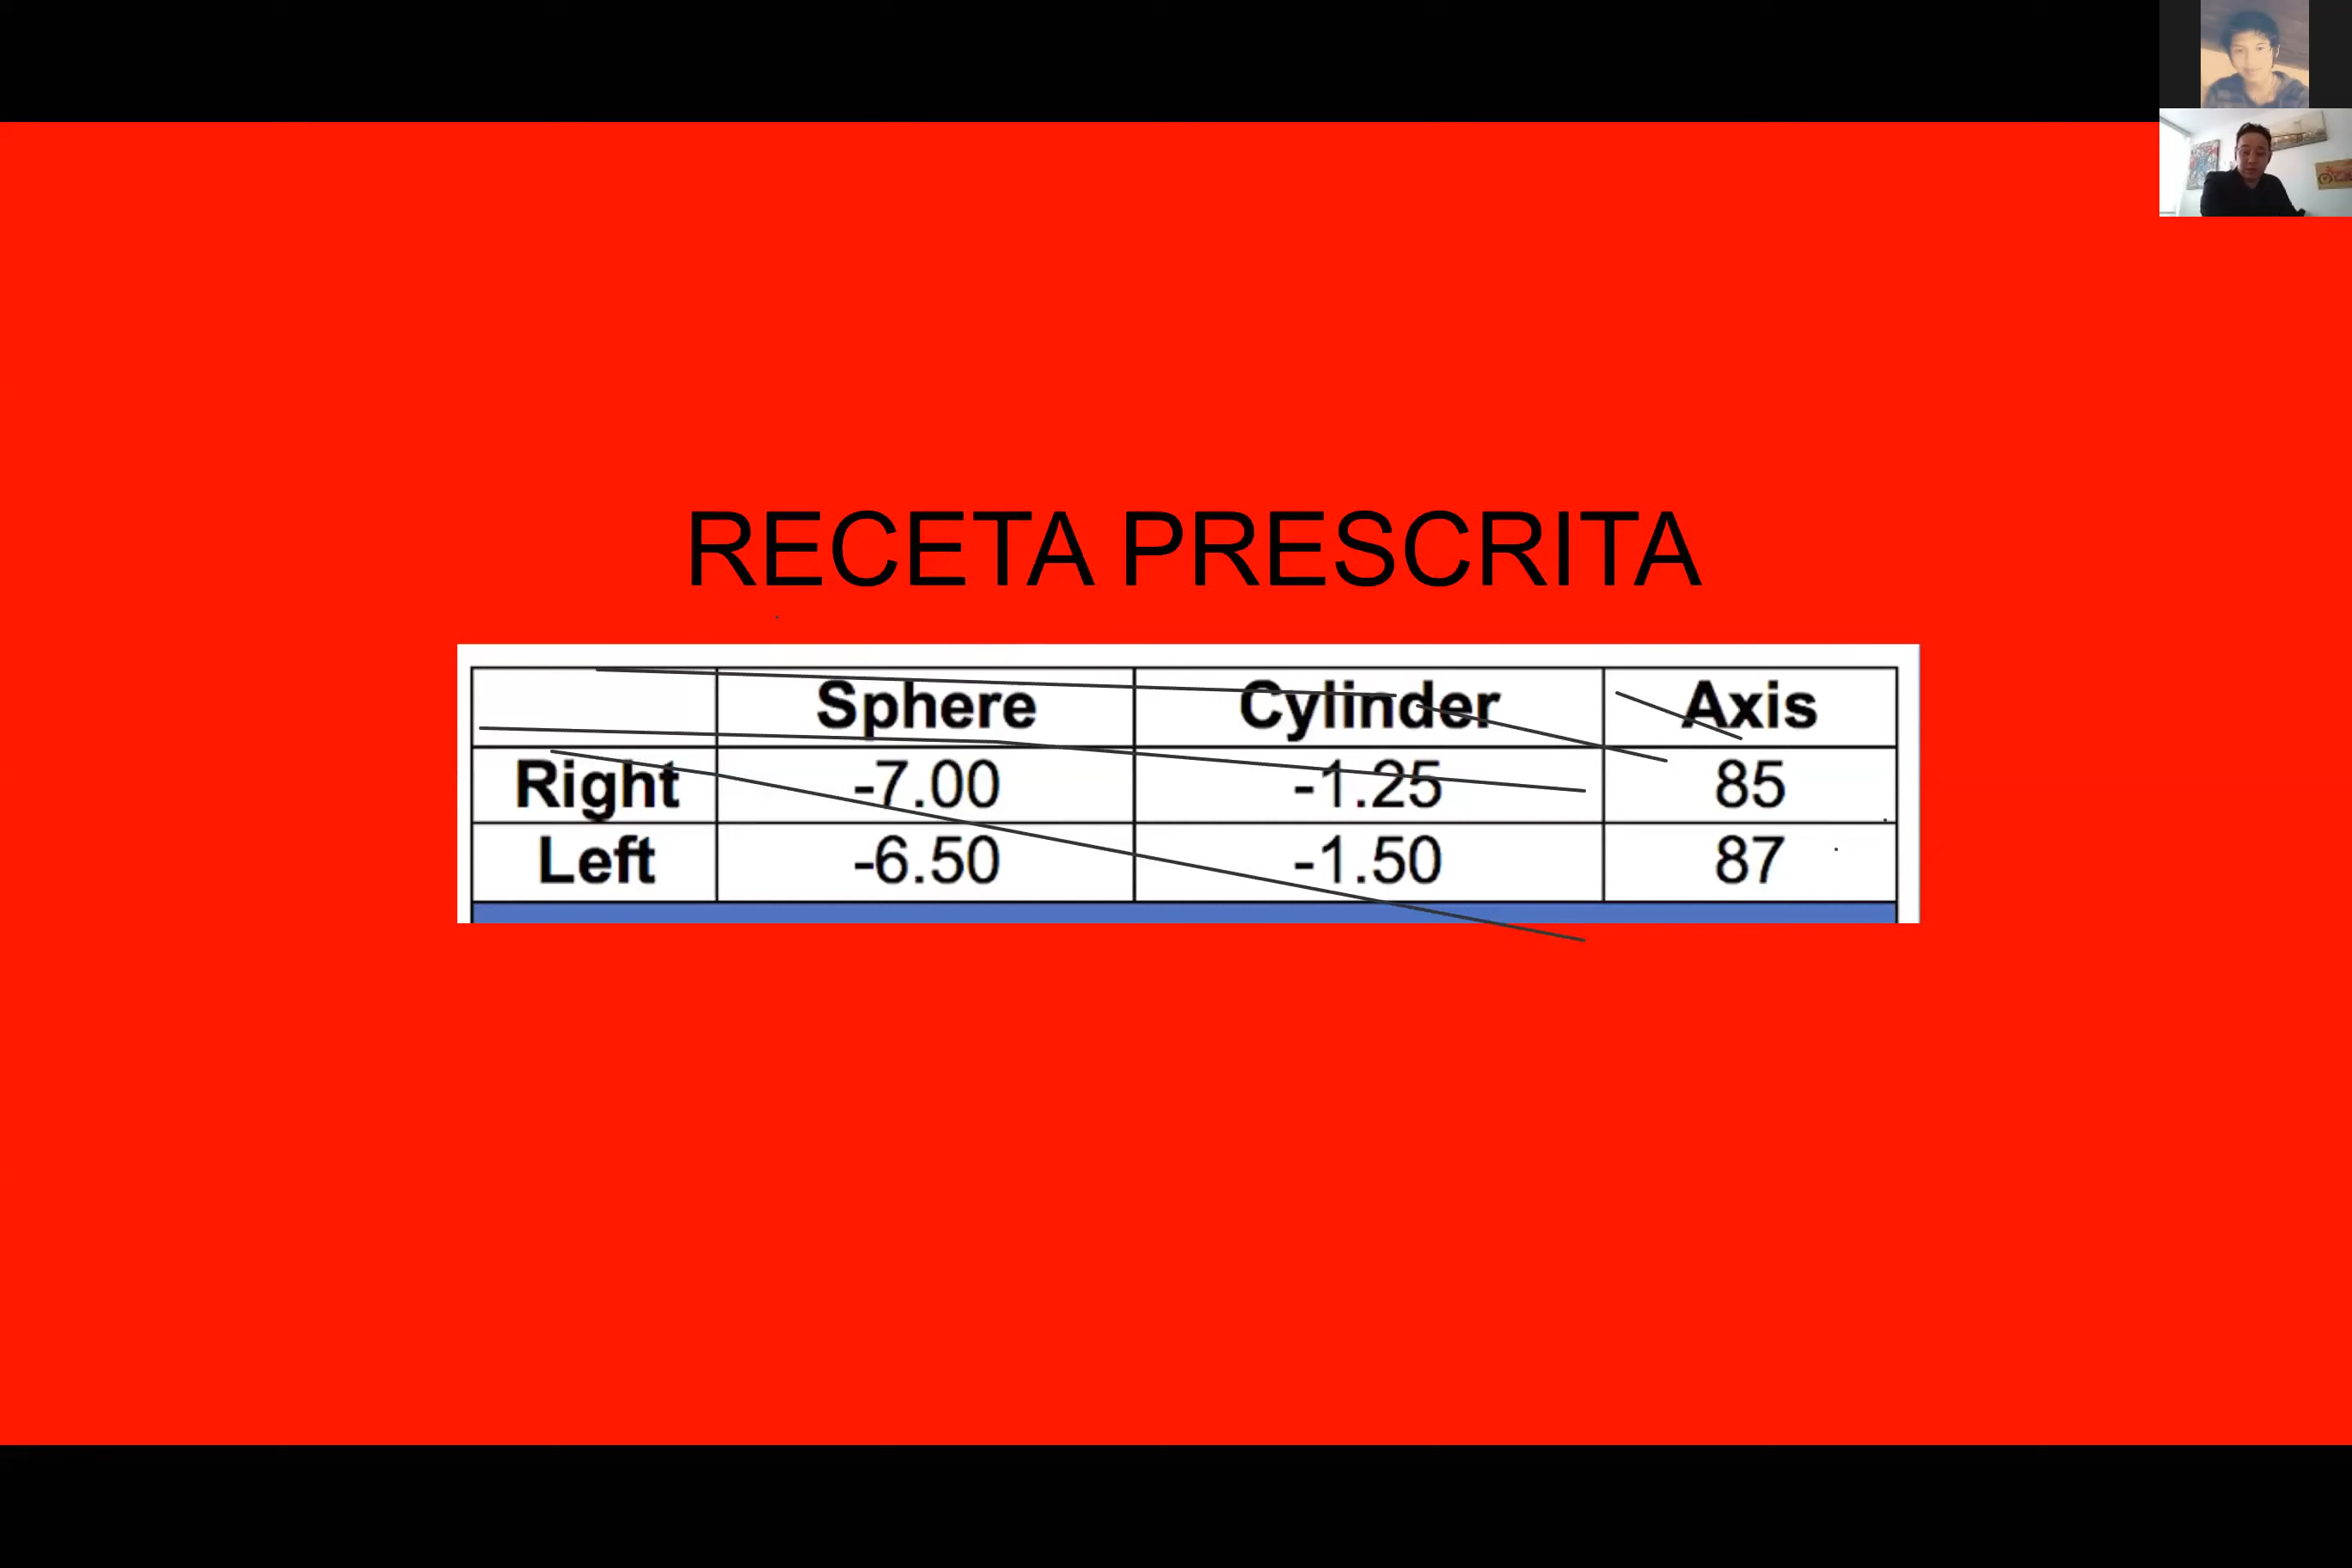 RECETA PRESCRITA
Sphere Cylinder Axis
Right -7.00 -1.25 85
Left -6.50 -1.50 87